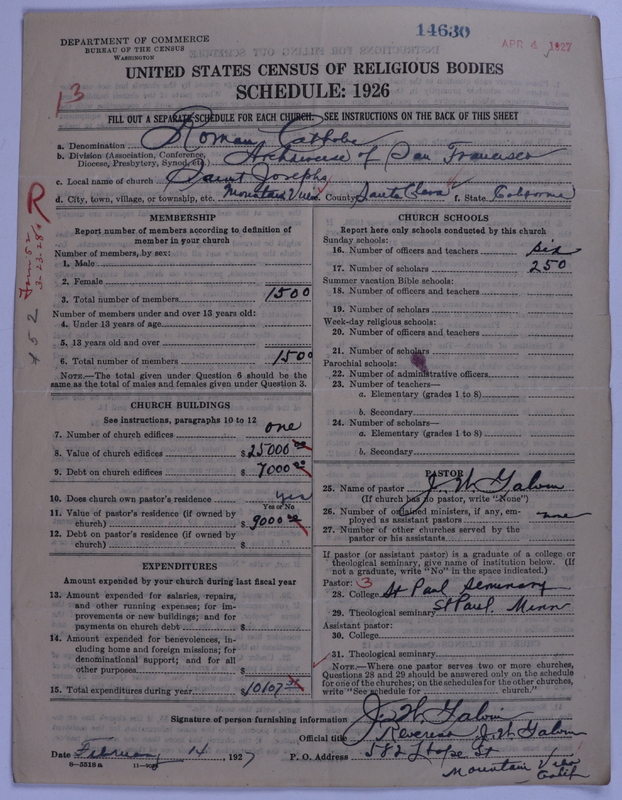 14630
APR 4 1927
DEPARTMENT OF COMMERCE
BUREAU OF THE CENSUS
WASHINGTON
UNITED STATES CENSUS OF RELIGIOUS BODIES
SCHEDULE: 1926
13
FILL OUT A SEPARATE SCHEDULE FOR EACH CHURCH. SEE INSTRUCTIONS ON THE BACK OF THIS SHEET
a. Denomination Roman Catholic
b. Division (Association, Conference, Diocese, Presbytery, Synod, etc.) Archdiocese of San Francisco
c. Local name of church Saint Josephs
d. City, town, village, or township, etc. Mountain View County Santa Clara f. State California
R
3-23-28
452
MEMBERSHIP
Report number of members according to definition of
member in your church
Number of members, by sex:
1. Male
2. Female
3. Total number of members 1500
Number of members under and over 13 years old:
4. Under 13 years of age
5. 13 years old and over
6. Total number of members 1500
NOTE.—The total given under Question 6 should be
same as the total of males and females given under Question 3.
CHURCH BUILDINGS
See instructions, paragraphs 10 to 12
7. Number of church edifices one
8. Value of church edifices $25000 00
9. Debt on church edifices $7000 00
10. Does church own pastor's residence yes
Yes or No
11. Value of pastor's residence (if owned by
church) $9000 00
12. Debt on pastor's residence (if owned by
church) $
EXPENDITURES
Amount expended by your church during last fiscal year
13. Amount expended for salaries, repairs,
and other running expenses; for im-
provements or new buildings; and for
payments on church debt $
14. Amount expended for benevolences, in-
cluding home and foreign missions; for
denominational support; and for all
other purposes $
15. Total expenditures during year $10107
CHURCH SCHOOLS
Report here only schools conducted by this church
Sunday schools:
16. Number of officers and teachers six
17. Number of scholars 250
Summer vacation Bible schools:
18. Number of officers and teachers
19. Number of scholars
Week-day religious schools:
20. Number of officers and teachers
21. Number of scholars
Parochial schools:
22. Number of administrative officers
23. Number of teachers—
a. Elementary (grades 1 to 8)
b. Secondary
24. Number of scholars—
a. Elementary (grades 1 to 8)
b. Secondary
PASTOR
25. Name of pastor J. W. Galvin
(If church has no pastor, write "None")
26. Number of ordained ministers, if any, em-
ployed as assistant pastors none
27. Number of other churches served by the
pastor or his assistants
If pastor (or assistant pastor) is a graduate of a college or
theological seminary, give name of institution below. (If
not a graduate, write "No" in the space indicated.)
Pastor: 3
28. College St Paul Seminary
29. Theological seminary St Paul. Minn
Assistant pastor:
30. College
31. Theological seminary
NOTE.—Where one pastor serves two or more churches,
Questions 28 and 29 should be answered only on the schedule
for one of the churches; on the schedules for the other churches,
write "See schedule for church."
Signature of person furnishing information J. W. Galvin
Official title Reverend J. W. Galvin
Date February 14, 1927 P. O. Address 582 Hope St
Mountain View
Calif
8-5518a